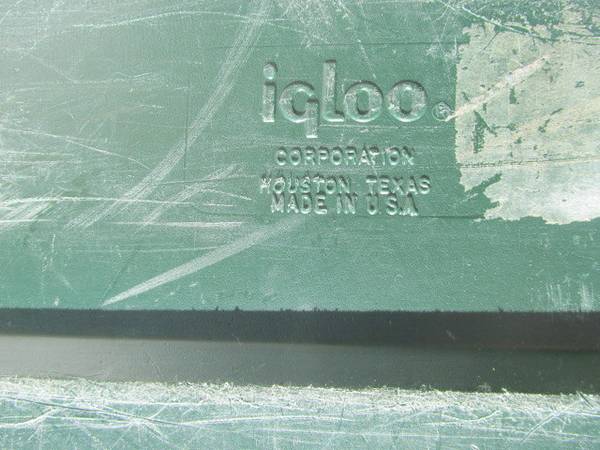 igloo®
CORPORATION
HOUSTON, TEXAS
MADE IN U.S.A.